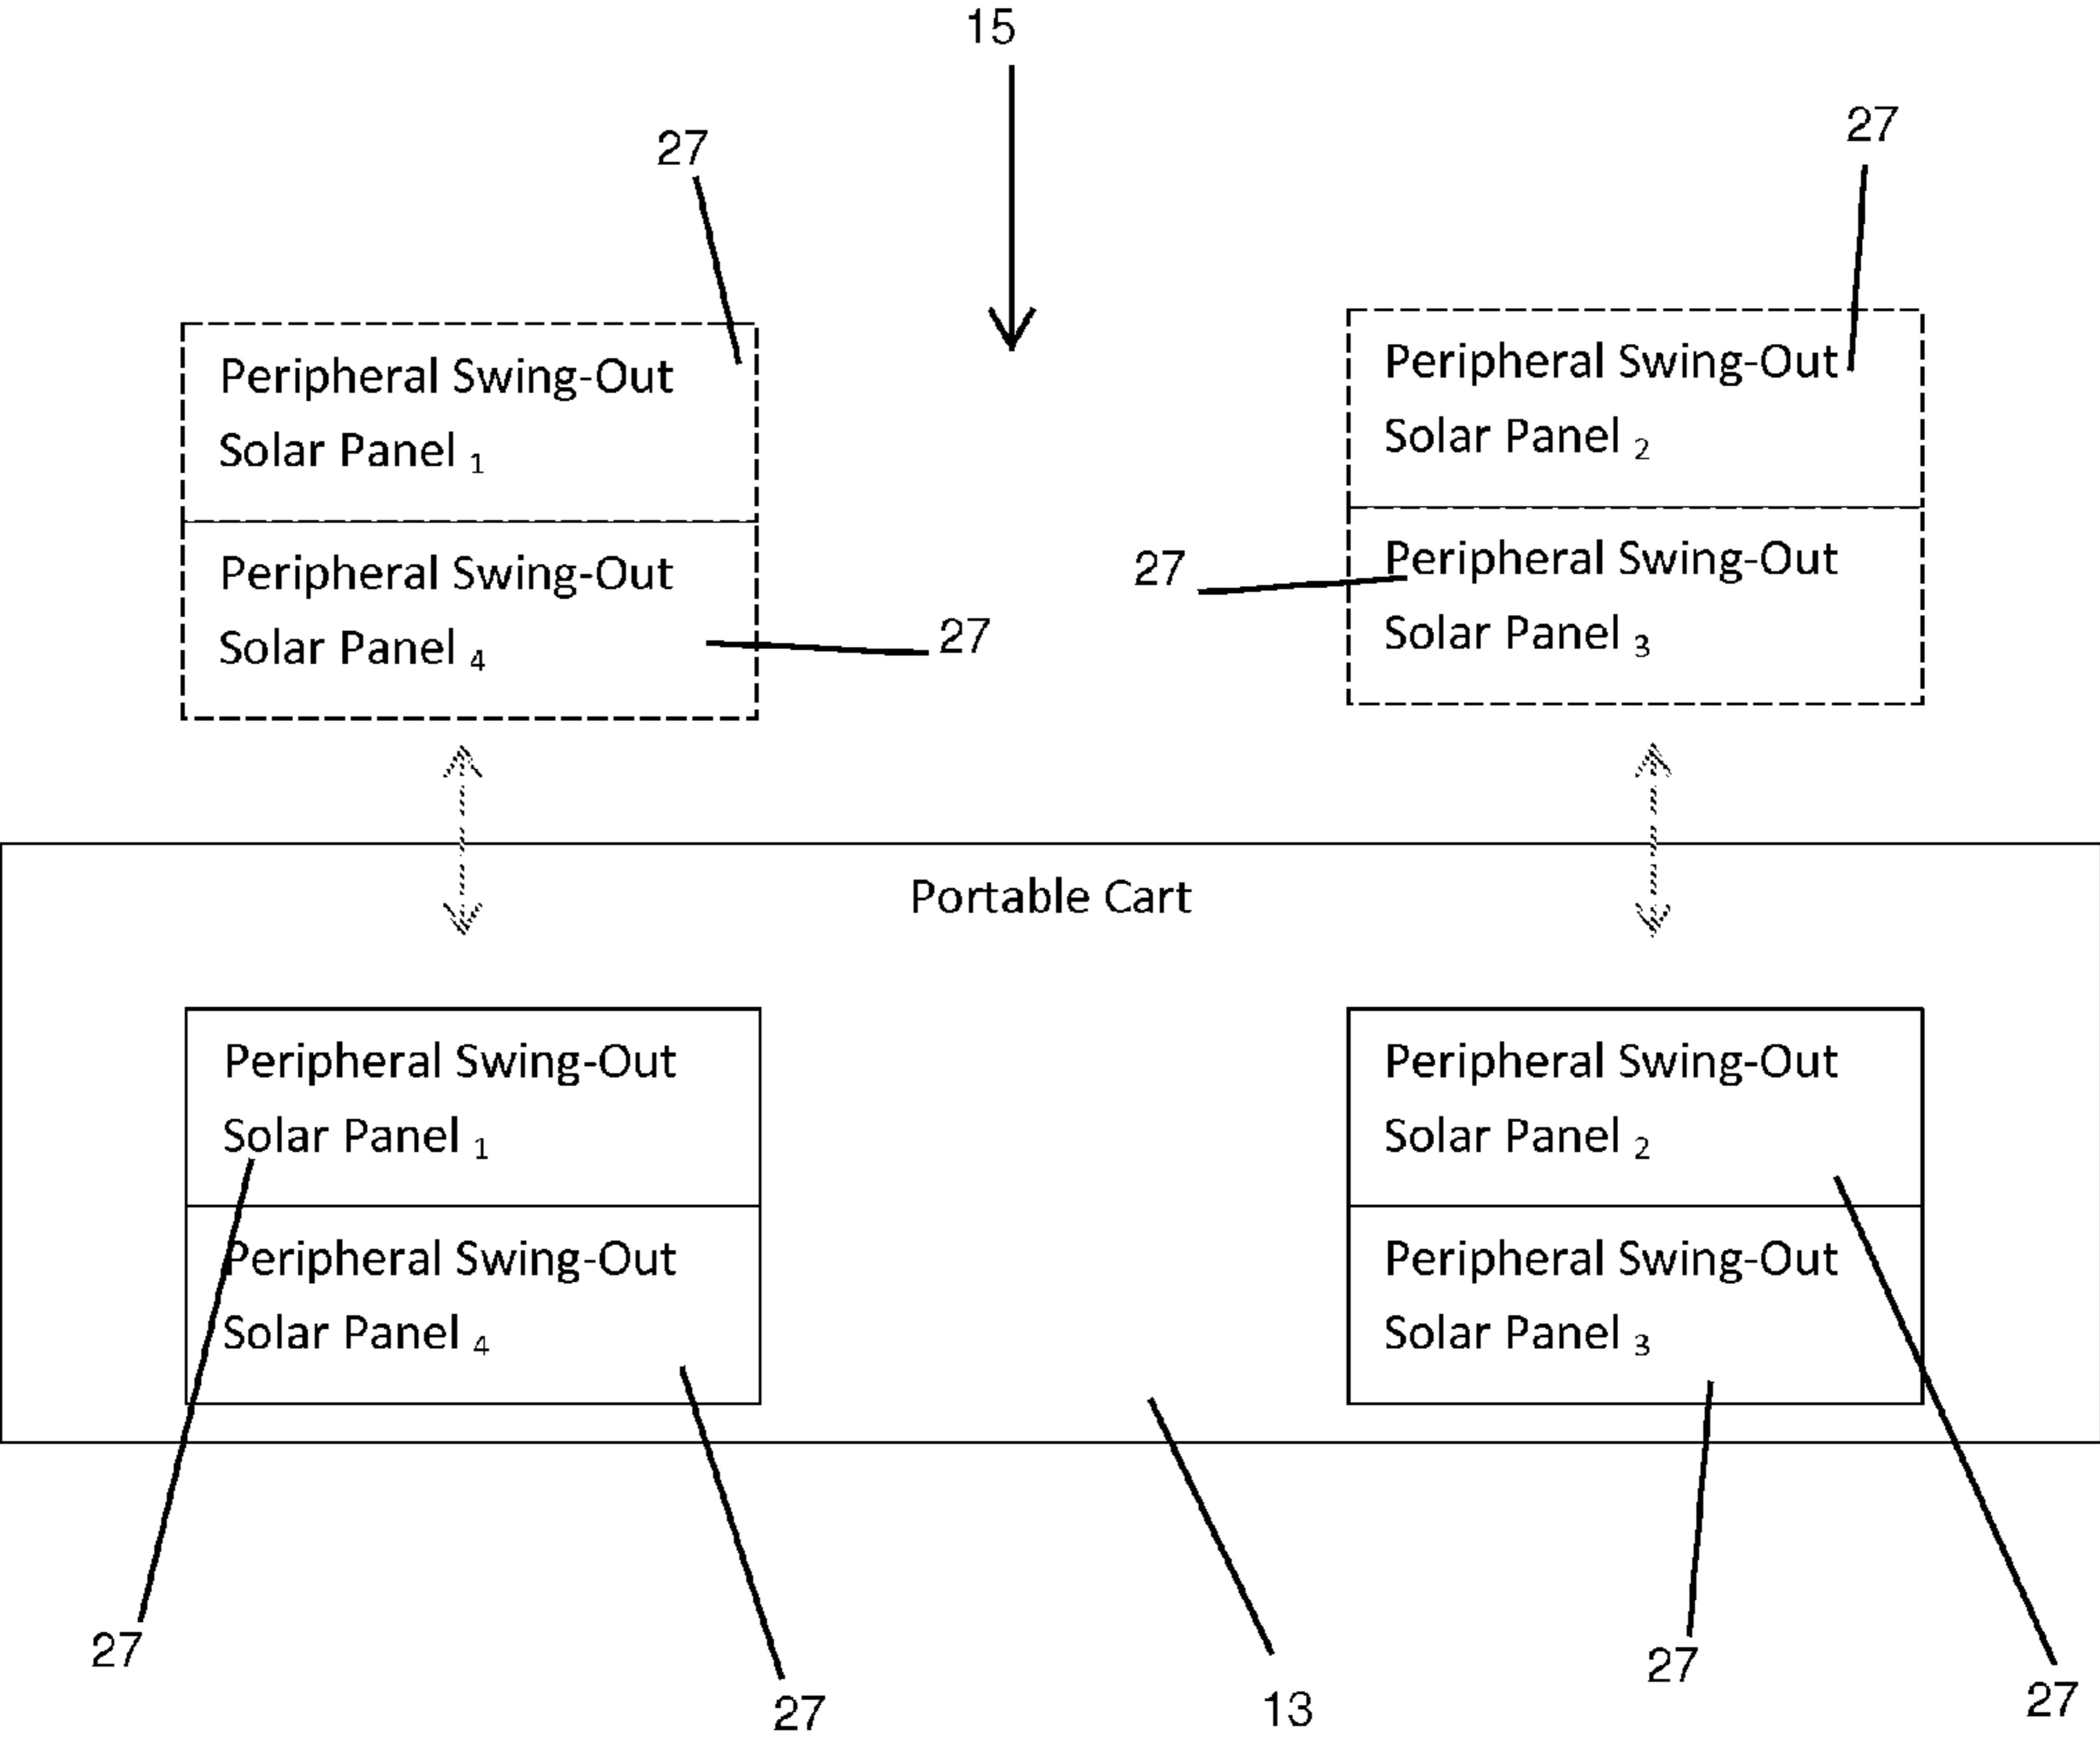 15
27
27
Peripheral Swing-Out
Solar Panel 1
Peripheral Swing-Out
Solar Panel 2
Peripheral Swing-Out
Solar Panel 4
27
27
Peripheral Swing-Out
Solar Panel 3
Portable Cart
Peripheral Swing-Out
Solar Panel 1
Peripheral Swing-Out
Solar Panel 4
Peripheral Swing-Out
Solar Panel 2
Peripheral Swing-Out
Solar Panel 3
27
27
13
27
27